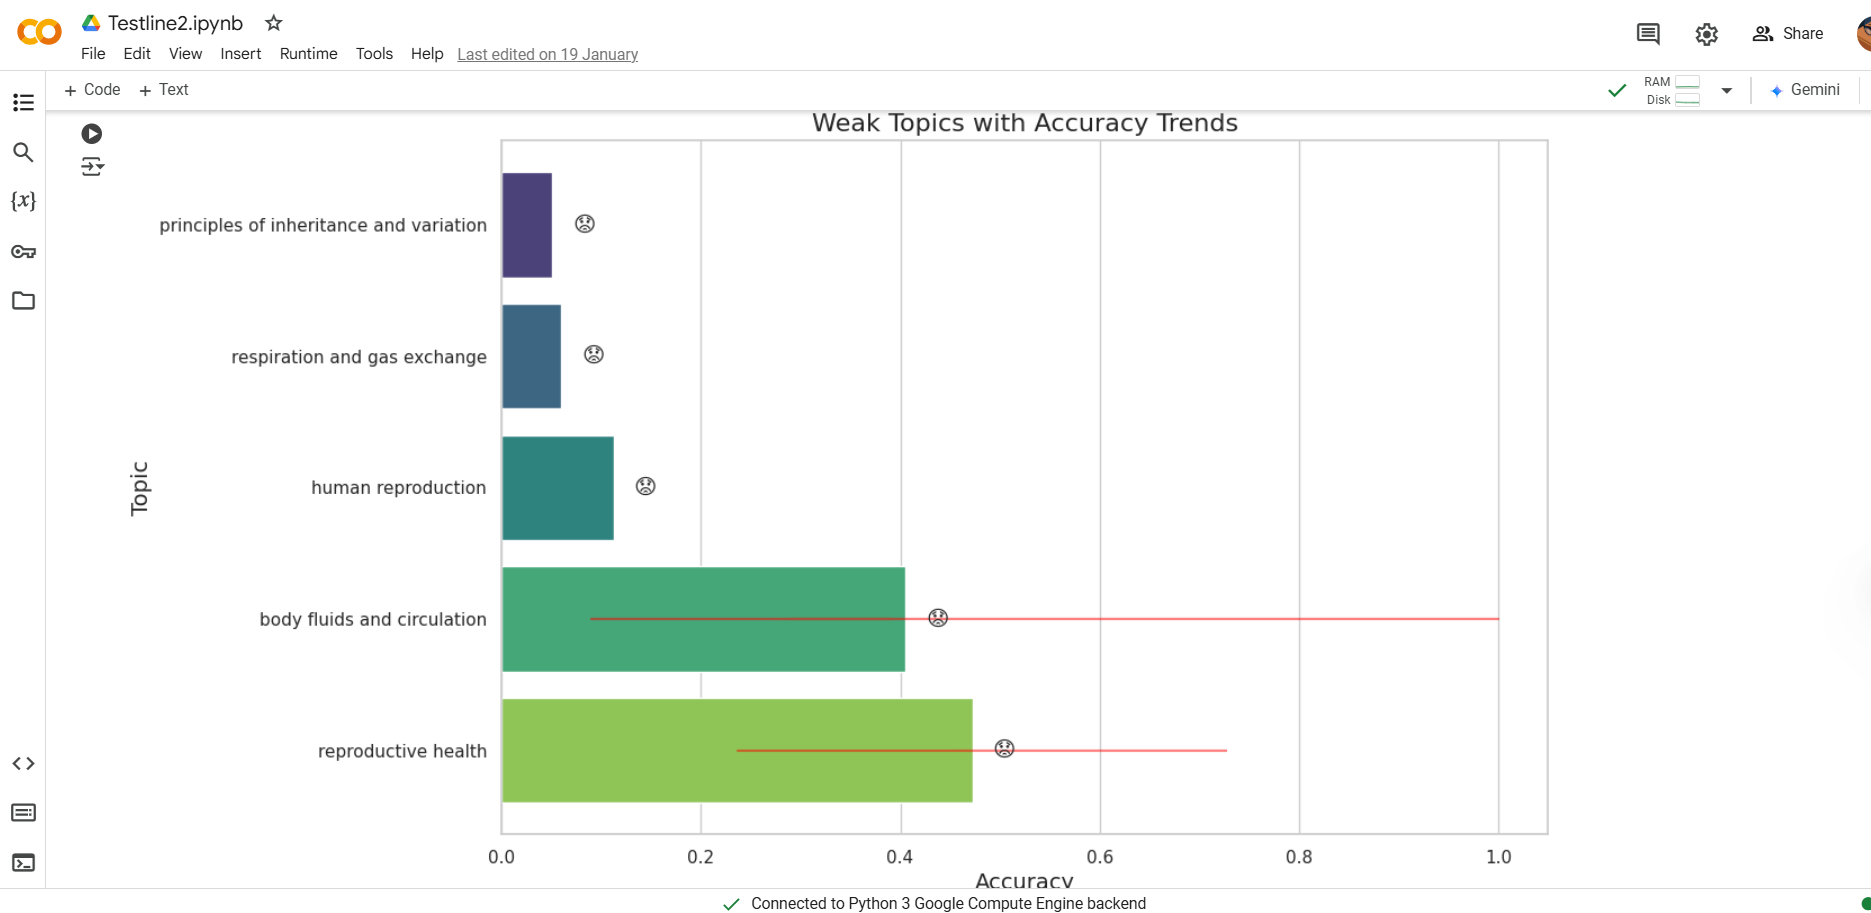 Testline2.ipynb
File Edit View Insert Runtime Tools Help Last edited on 19 January
Share
+ Code + Text
RAM
Disk
Gemini
{x}
Weak Topics with Accuracy Trends
Topic
principles of inheritance and variation
respiration and gas exchange
human reproduction
body fluids and circulation
reproductive health
0.0 0.2 0.4 0.6 0.8 1.0
Accuracy
Connected to Python 3 Google Compute Engine backend